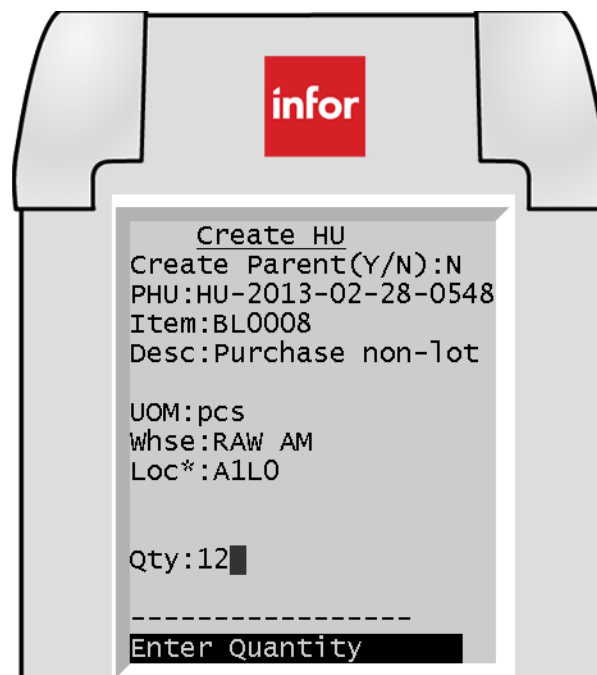 infor
Create HU
Create Parent(Y/N):N
PHU:HU-2013-02-28-0548
Item:BL0008
Desc:Purchase non-lot
UOM:pcs
Whse:RAW AM
Loc*:A1L0
Qty:12
-----------------
Enter Quantity